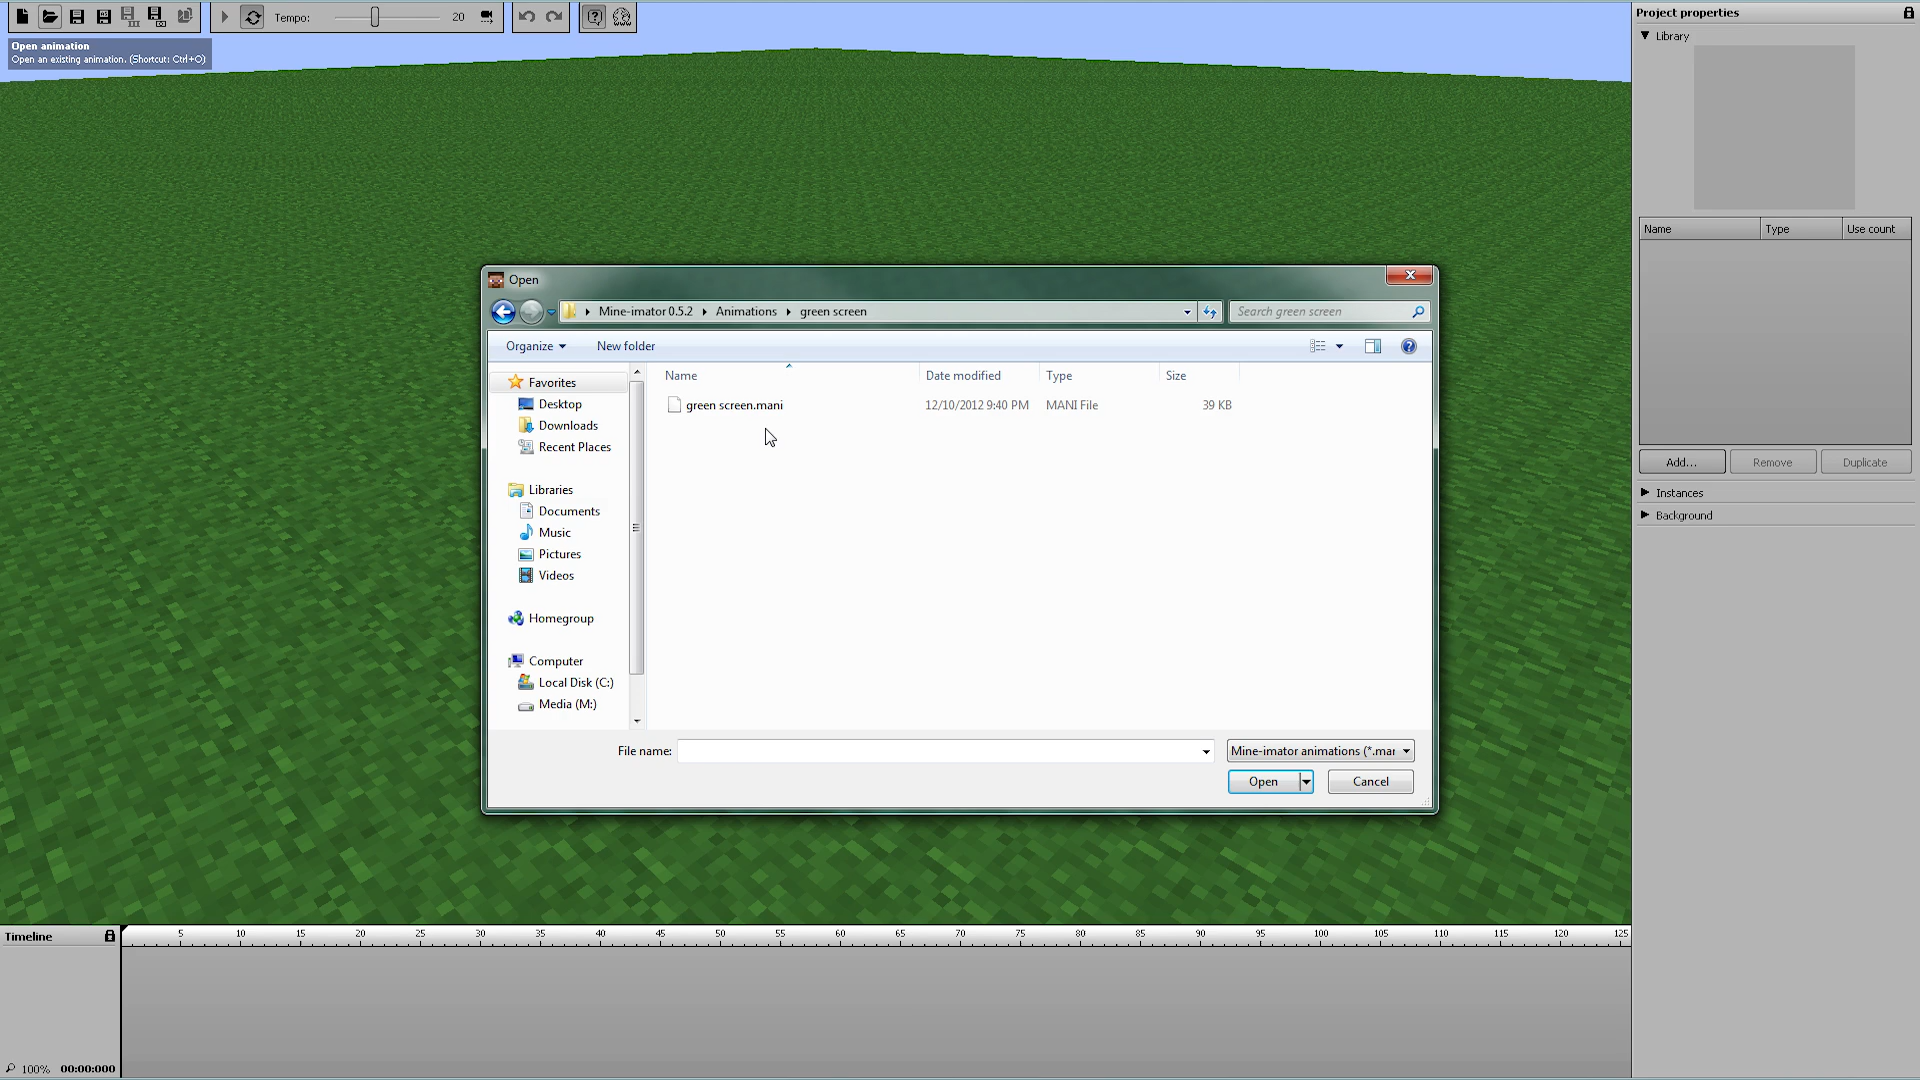 Tempo: 20
Open animation
Open an existing animation. (Shortcut: Ctrl+O)
Project properties
Library
Name Type Use count
Add... Remove Duplicate
Instances
Background
Open
Mine-imator 0.5.2 Animations green screen
Search green screen
Organize New folder
Name Date modified Type Size
green screen.mani 12/10/2012 9:40 PM MANI File 39 KB
Favorites
Desktop
Downloads
Recent Places
Libraries
Documents
Music
Pictures
Videos
Homegroup
Computer
Local Disk (C:)
Media (M:)
File name:
Mine-imator animations (*.mar
Open Cancel
Timeline
5 10 15 20 25 30 35 40 45 50 55 60 65 70 75 80 85 90 95 100 105 110 115 120 125
100% 00:00:000